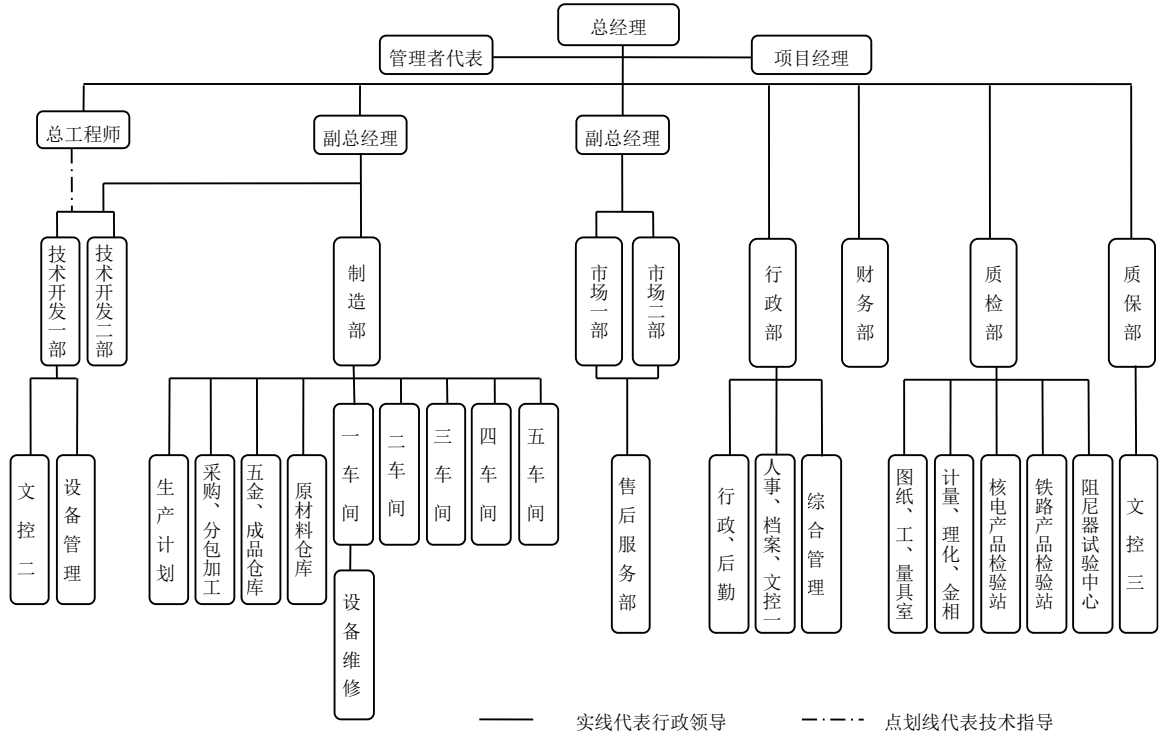 总经理
管理者代表
项目经理
总工程师
副总经理
副总经理
技术开发一部
技术开发二部
制造部
市场一部
市场二部
行政部
财务部
质检部
质保部
一车间
二车间
三车间
四车间
五车间
文控二
设备管理
生产计划
采购、分包加工
五金、成品仓库
原材料仓库
售后服务部
行政、后勤
人事、档案、文控一
综合管理
图纸、工、量具室
计量、理化、金相
核电产品检验站
铁路产品检验站
阻尼器试验中心
文控三
设备维修
实线代表行政领导
点划线代表技术指导